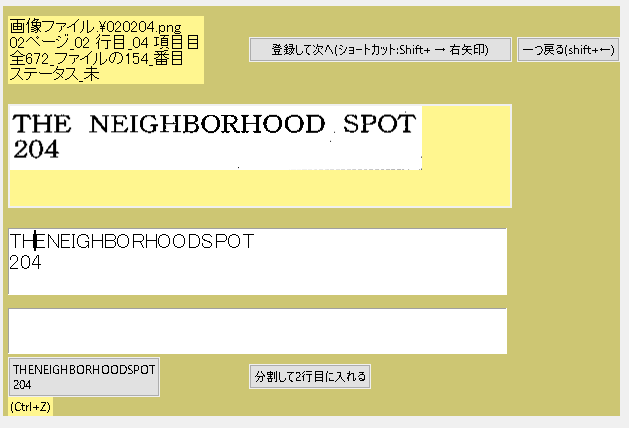 画像ファイル.¥020204.png
02ページ_02 行目_04 項目目
全672_ファイルの154_番目
ステータス_未
登録して次へ(ショートカット:Shift+ → 右矢印)
一つ戻る(shift+←)
THE NEIGHBORHOOD SPOT
204
THENEIGHBORHOODSPOT
204
THENEIGHBORHOODSPOT
204
分割して2行目に入れる
(Ctrl+Z)